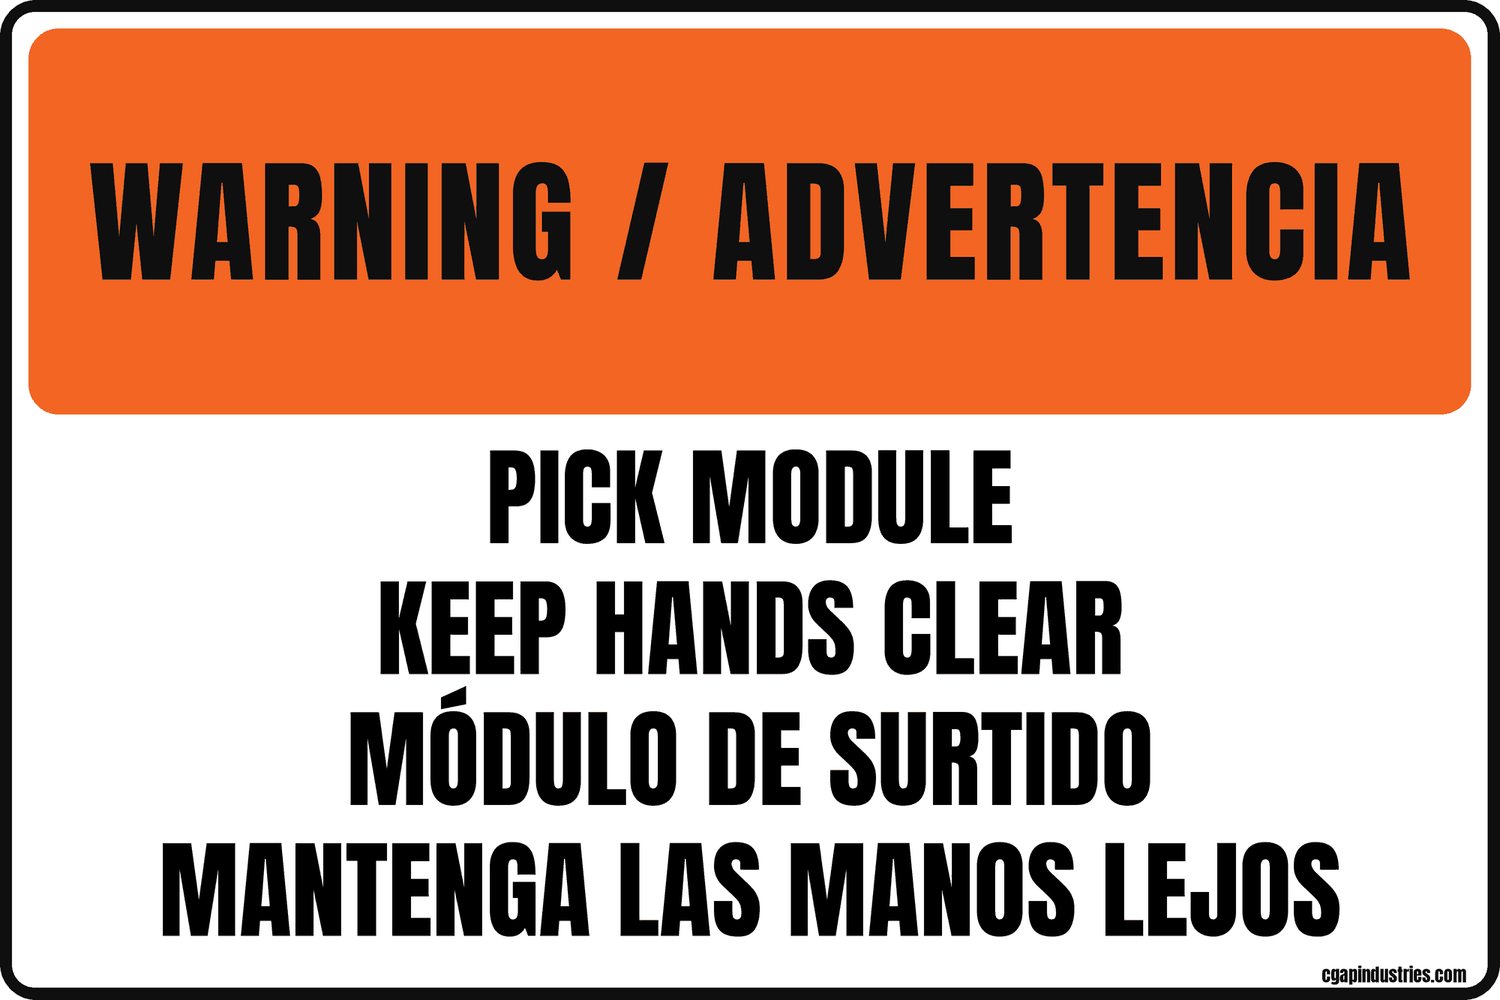 WARNING / ADVERTENCIA
PICK MODULE
KEEP HANDS CLEAR
MÓDULO DE SURTIDO
MANTENGA LAS MANOS LEJOS
cgapindustries.com